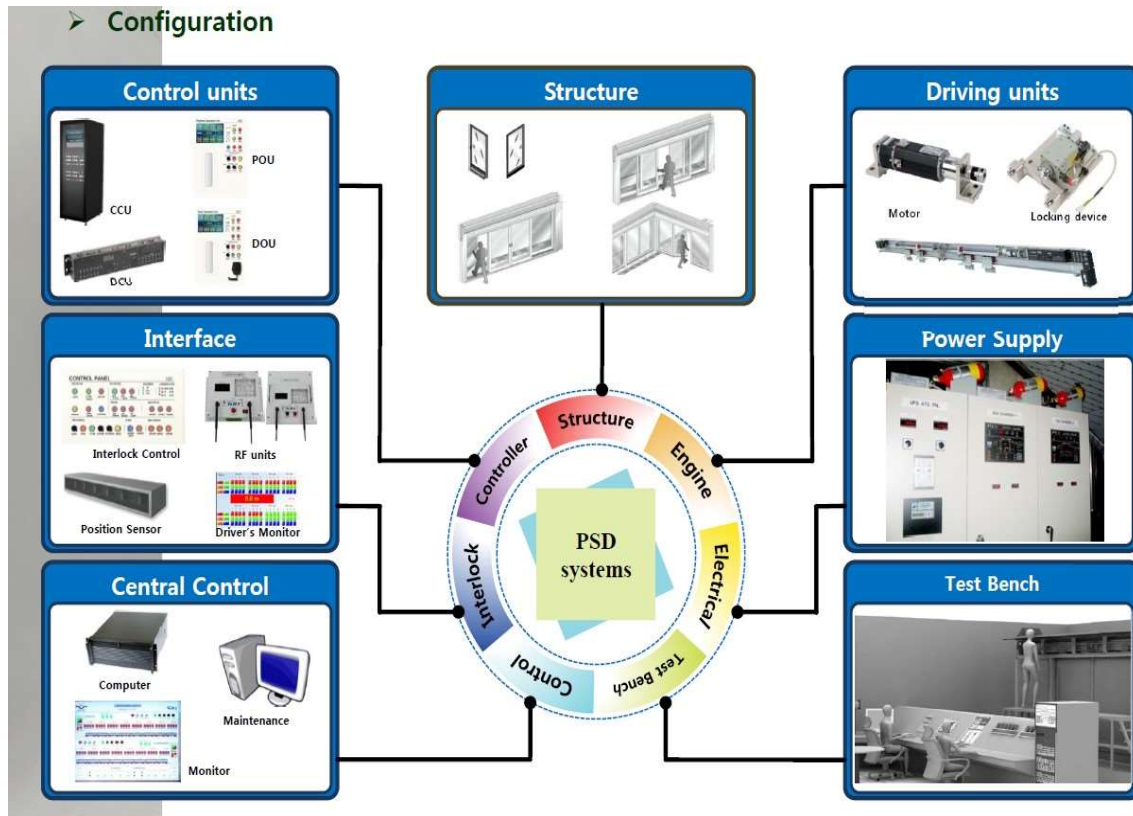 ➢ Configuration
Control units
CCU
POU
DCU
DOU
Structure
Driving units
Motor
Locking device
Interface
CONTROL PANEL
Interlock Control
RF units
Position Sensor
Driver's Monitor
Power Supply
Central Control
Computer
Maintenance
Monitor
Test Bench
Structure
Engine
Electrical
Test Bench
Control
Interlock
Controller
PSD
systems